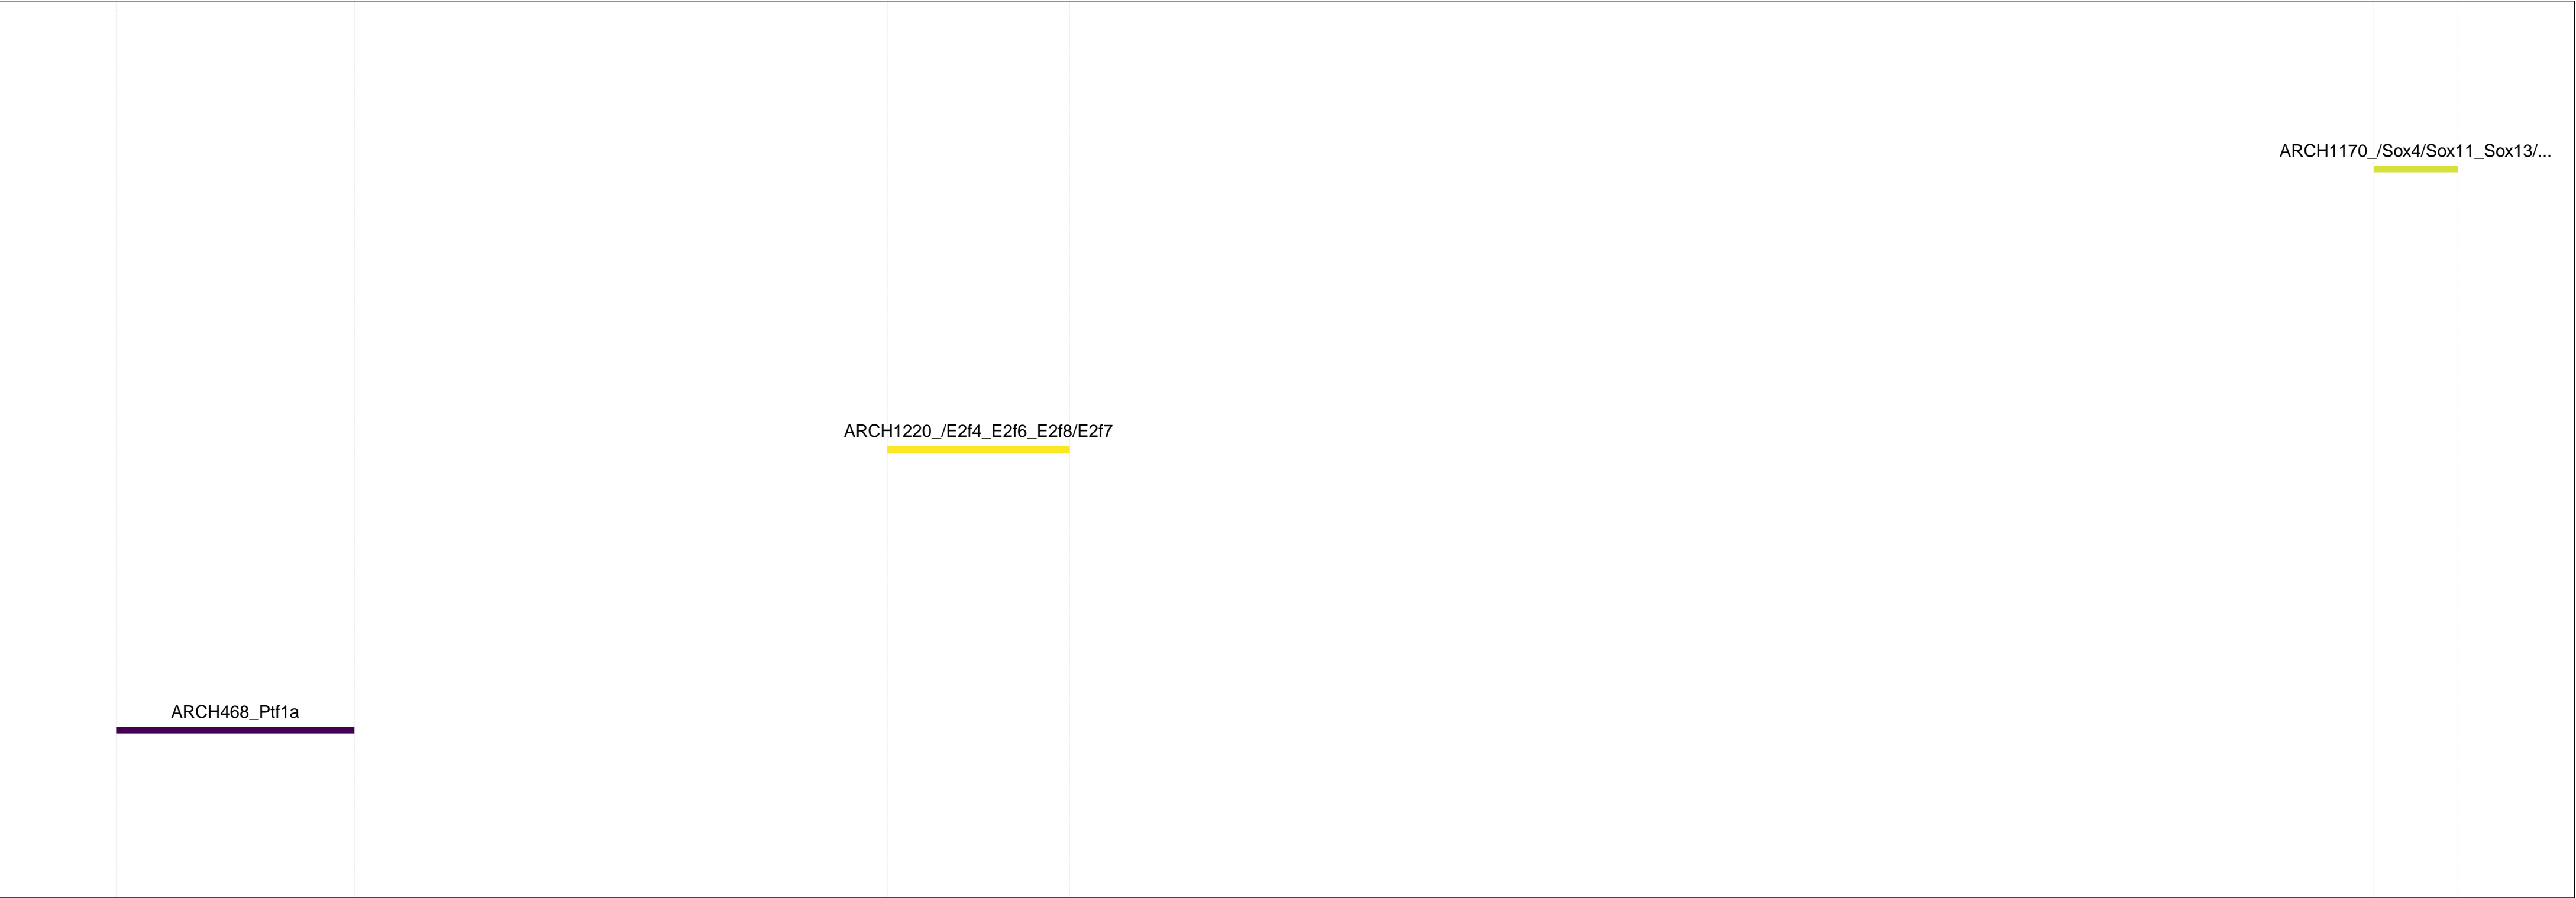 ARCH1170_/Sox4/Sox11_Sox13/...
ARCH1220_/E2f4_E2f6_E2f8/E2f7
ARCH468_Ptf1a